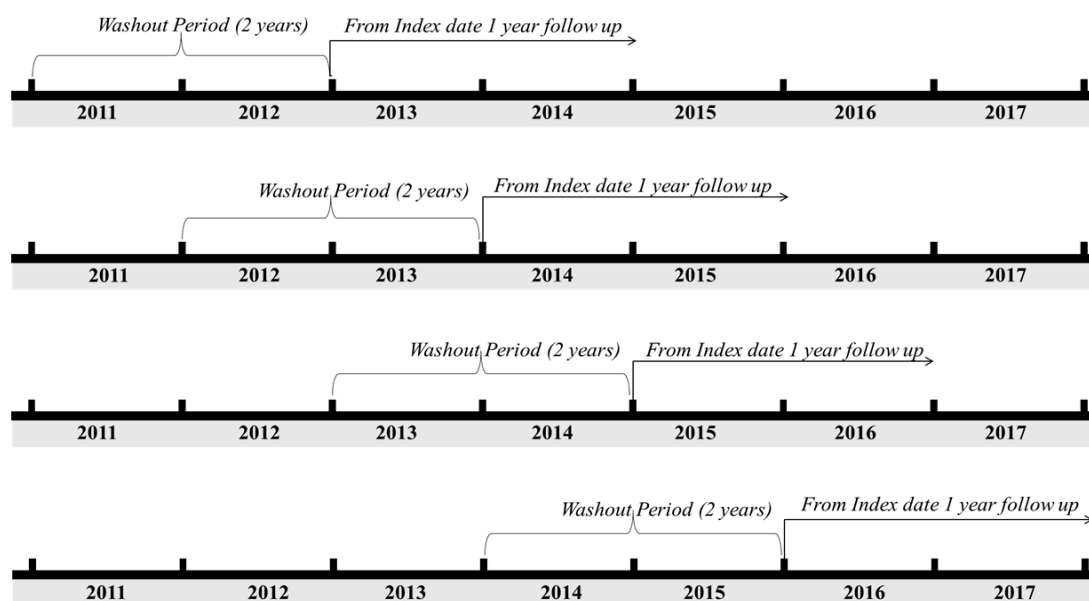 Washout Period (2 years) From Index date 1 year follow up
2011 2012 2013 2014 2015 2016 2017
Washout Period (2 years) From Index date 1 year follow up
2011 2012 2013 2014 2015 2016 2017
Washout Period (2 years) From Index date 1 year follow up
2011 2012 2013 2014 2015 2016 2017
Washout Period (2 years) From Index date 1 year follow up
2011 2012 2013 2014 2015 2016 2017